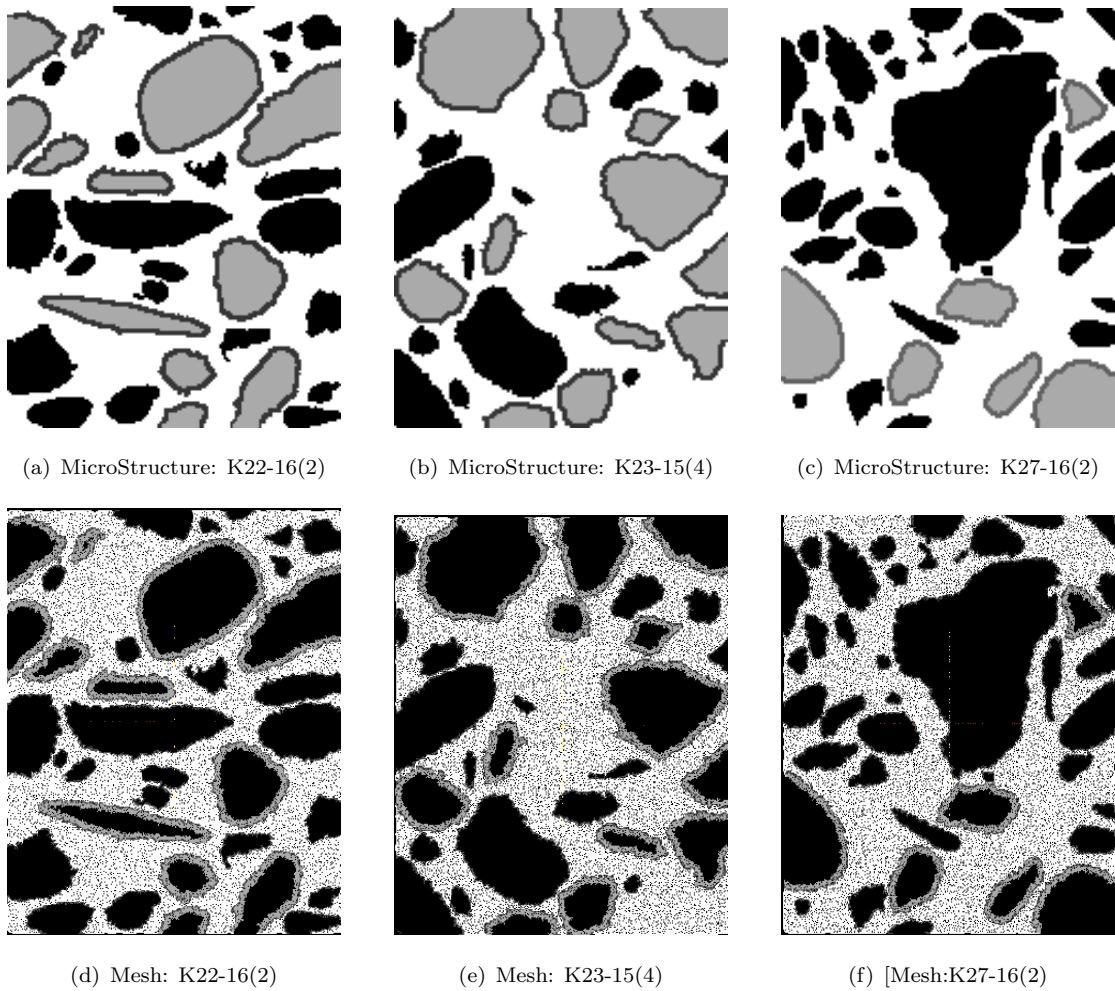 (a) MicroStructure: K22-16(2)
(b) MicroStructure: K23-15(4)
(c) MicroStructure: K27-16(2)
(d) Mesh: K22-16(2)
(e) Mesh: K23-15(4)
(f) [Mesh:K27-16(2)